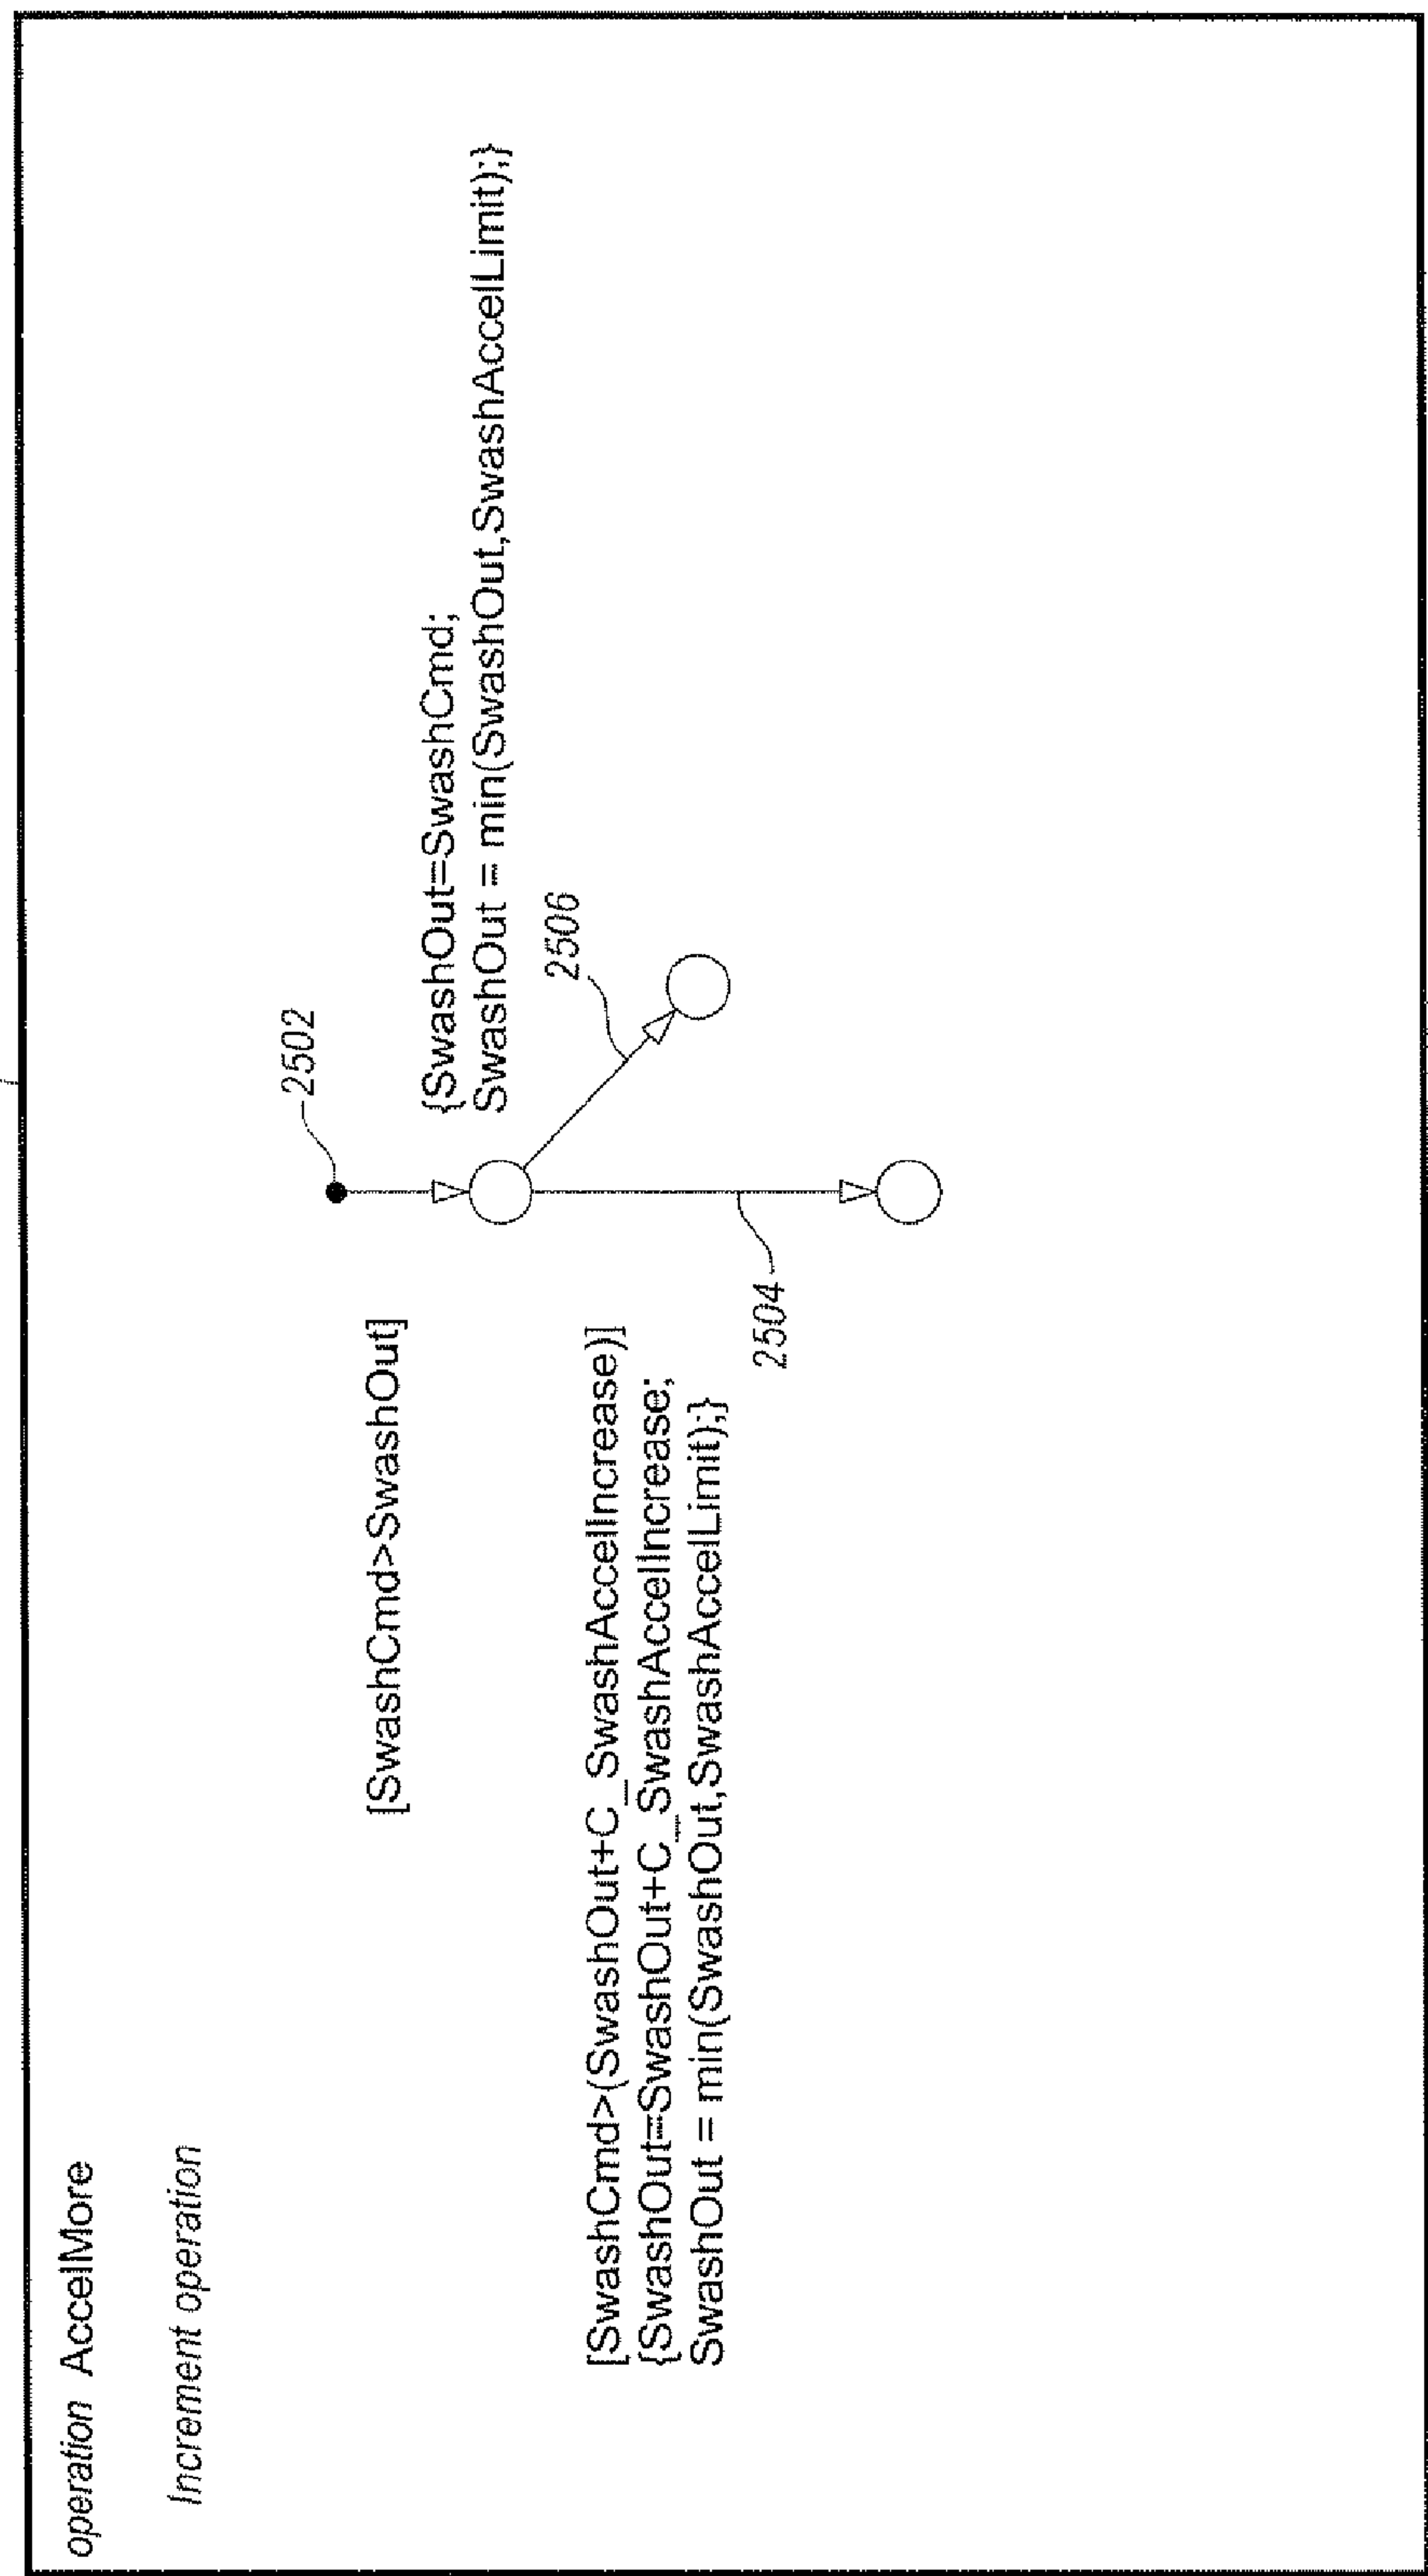 operation AccelMore
Increment operation
2502
[SwashCmd>SwashOut]
{SwashOut=SwashCmd;
SwashOut = min(SwashOut,SwashAccelLimit);}
2506
[SwashCmd>(SwashOut+C_SwashAccelIncrease)]
{SwashOut=SwashOut+C_SwashAccelIncrease;
SwashOut = min(SwashOut,SwashAccelLimit);}
2504